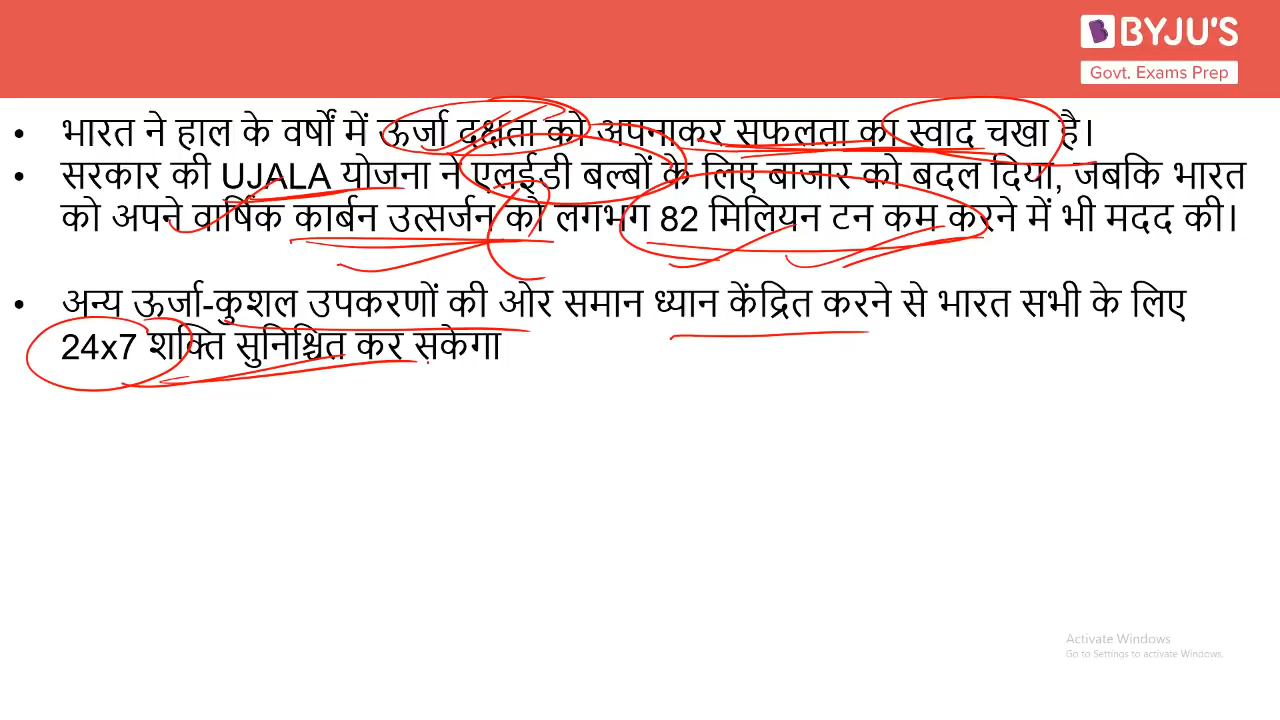 BYJU'S
Govt. Exams Prep
• भारत ने हाल के वर्षों में ऊर्जा दक्षता को अपनाकर सफलता का स्वाद चखा है।
• सरकार की UJALA योजना ने एलईडी बल्बों के लिए बाजार को बदल दिया, जबकि भारत
को अपने वार्षिक कार्बन उत्सर्जन को लगभग 82 मिलियन टन कम करने में भी मदद की।
• अन्य ऊर्जा-कुशल उपकरणों की ओर समान ध्यान केंद्रित करने से भारत सभी के लिए
24x7 शक्ति सुनिश्चित कर सकेगा
Activate Windows
Go to Settings to activate Windows.